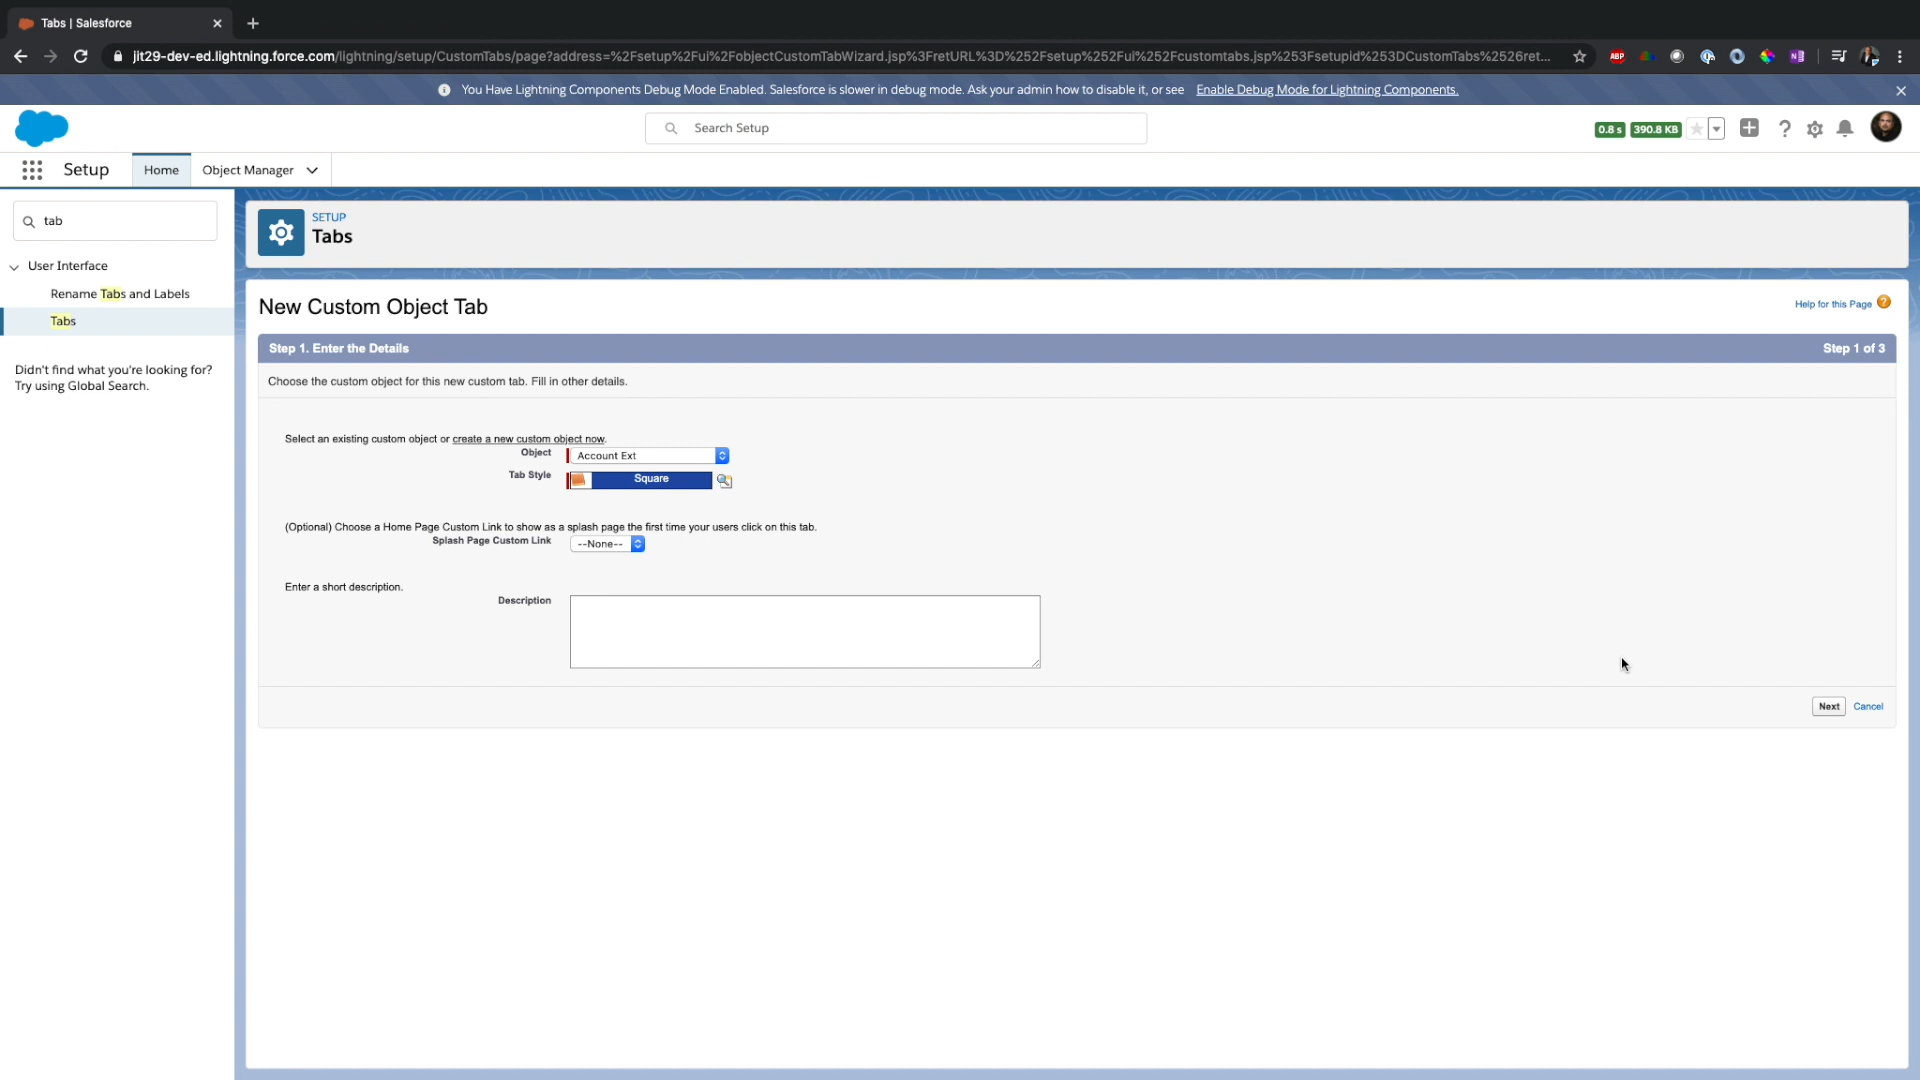 Tabs | Salesforce
jit29-dev-ed.lightning.force.com/lightning/setup/CustomTabs/page?address=%2Fsetup%2Fui%2FobjectCustomTabWizard.jsp%3FretURL%3D%252Fsetup%252Fui%252Fcustomtabs.jsp%253Fsetupid%253DCustomTabs%2526ret...
ABP
You Have Lightning Components Debug Mode Enabled. Salesforce is slower in debug mode. Ask your admin how to disable it, or see Enable Debug Mode for Lightning Components.
Search Setup
0.8 s 390.8 KB
Setup
Home
Object Manager
tab
User Interface
Rename Tabs and Labels
Tabs
Didn't find what you're looking for?
Try using Global Search.
SETUP
Tabs
New Custom Object Tab
Help for this Page
Step 1. Enter the Details
Step 1 of 3
Choose the custom object for this new custom tab. Fill in other details.
Select an existing custom object or create a new custom object now.
Object Account Ext
Tab Style Square
(Optional) Choose a Home Page Custom Link to show as a splash page the first time your users click on this tab.
Splash Page Custom Link --None--
Enter a short description.
Description
Next Cancel